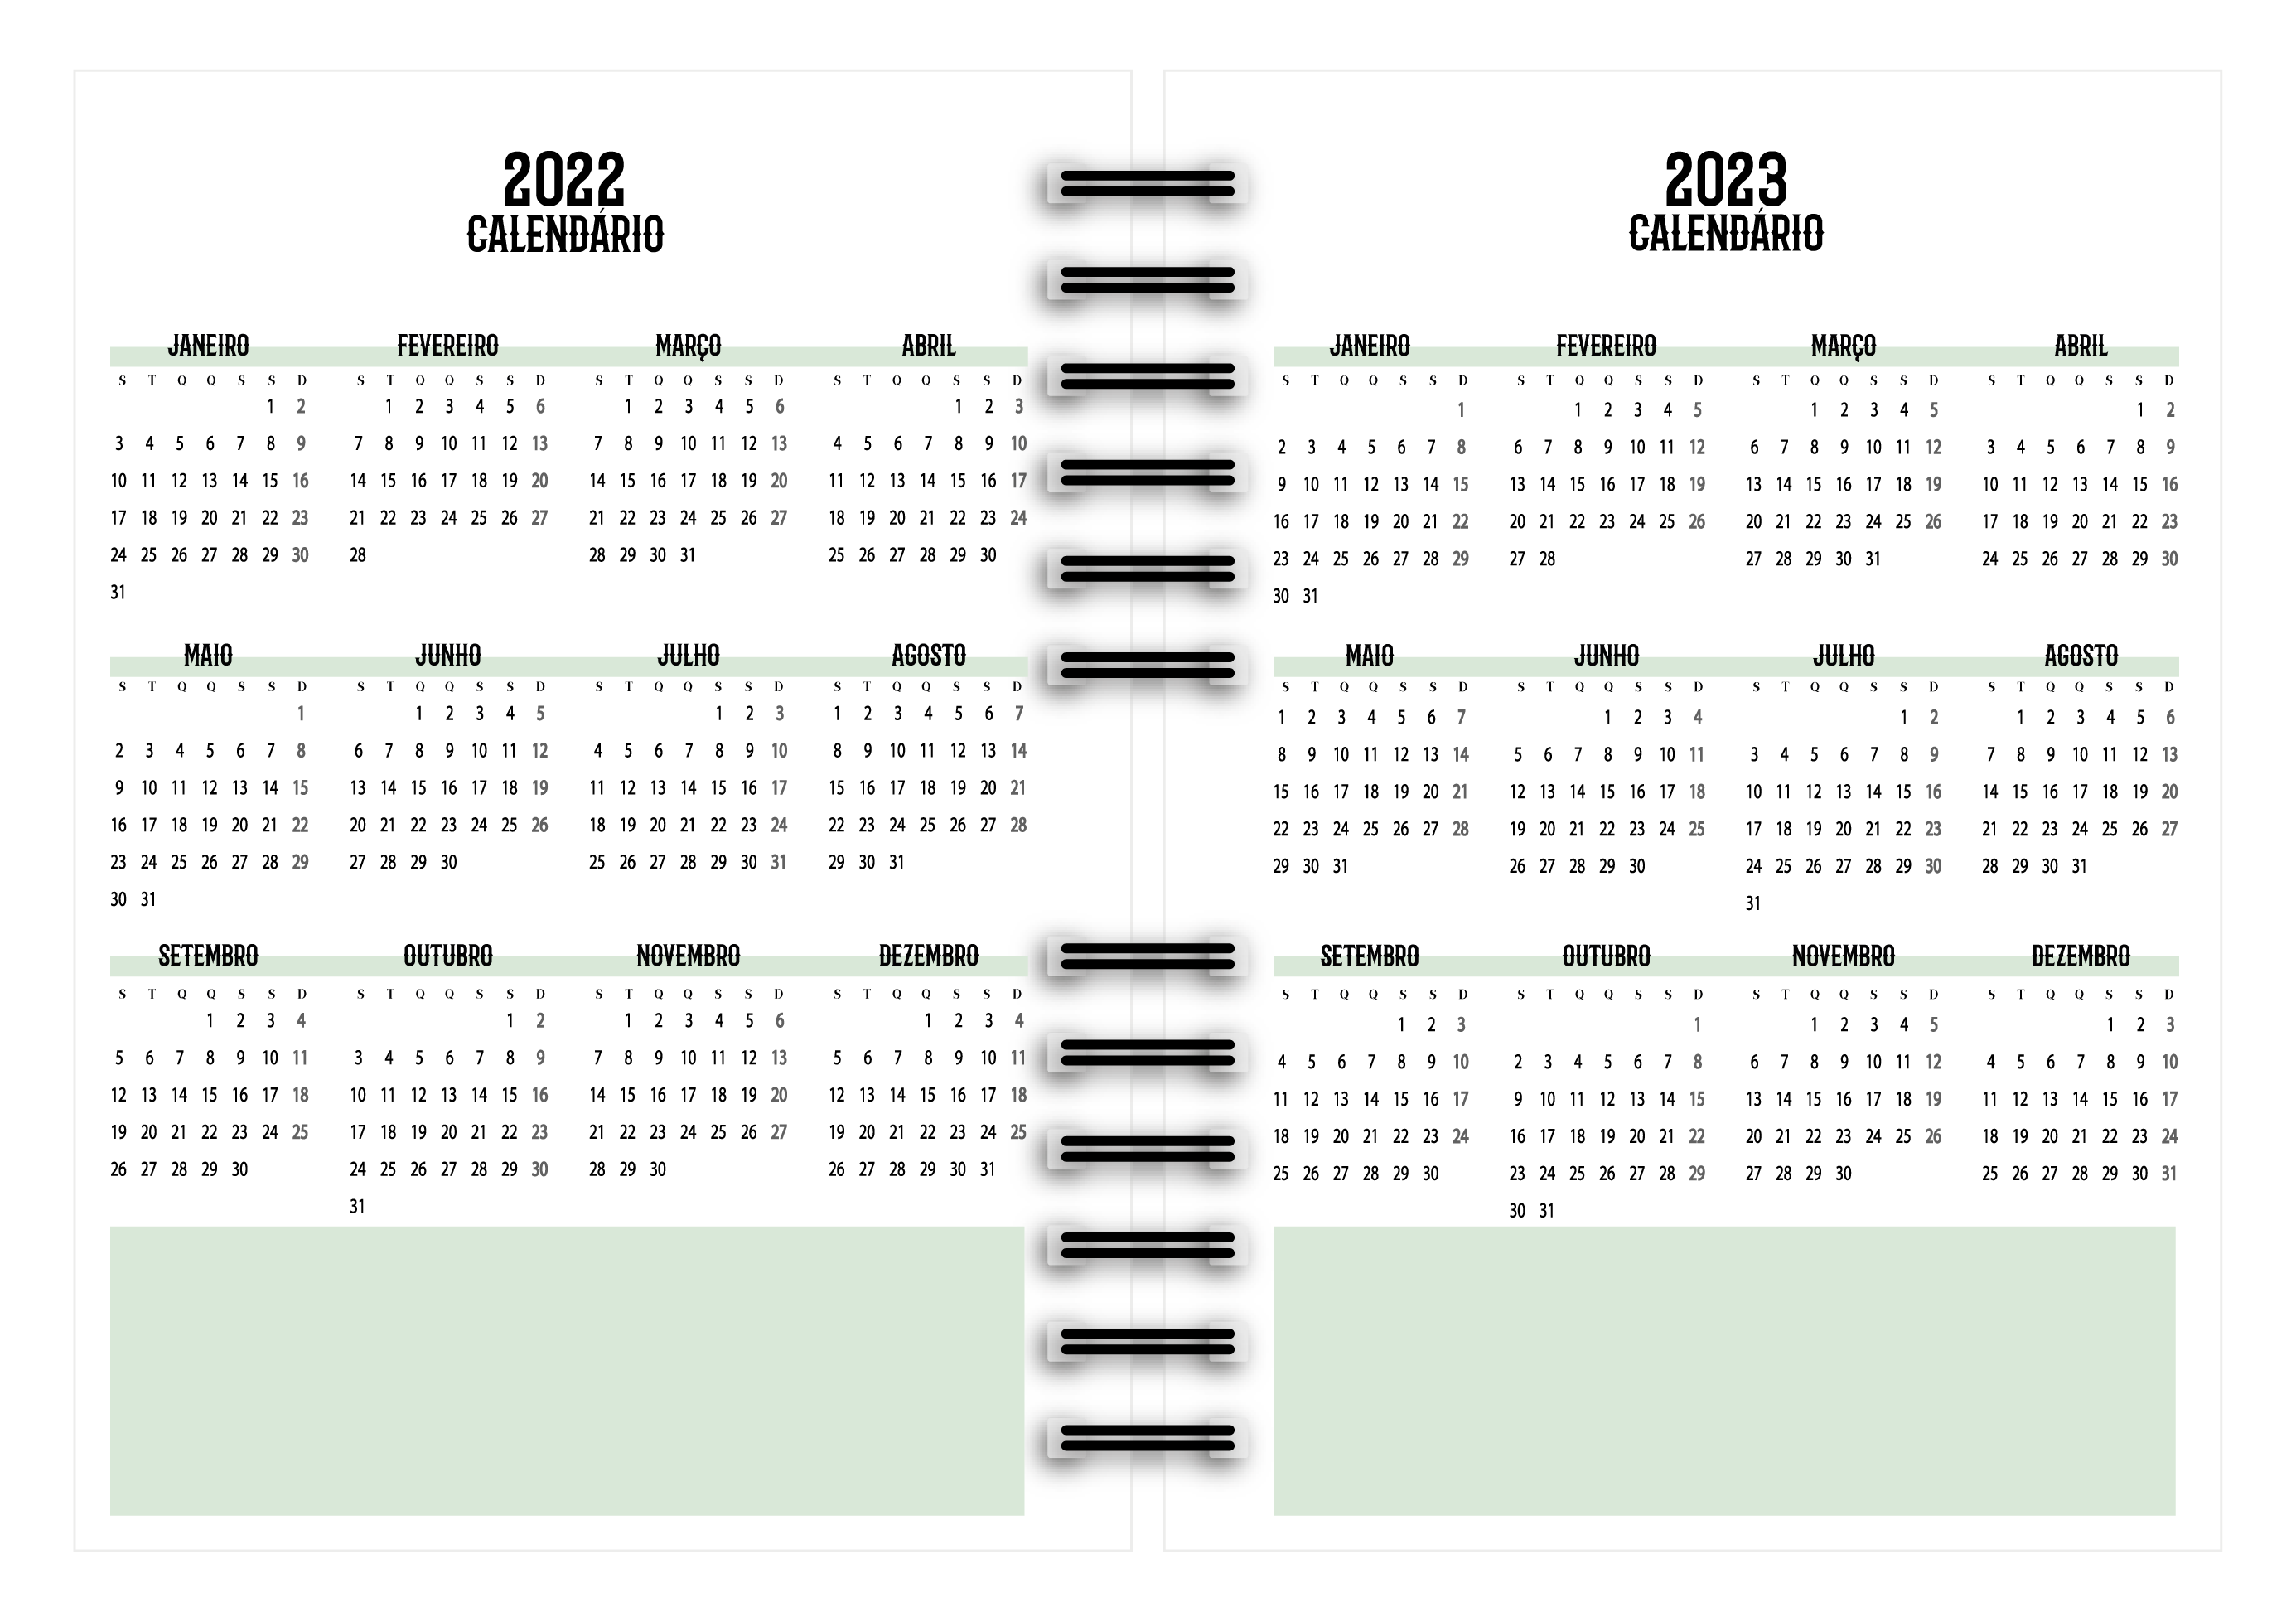 2022
CALENDÁRIO
JANEIRO FEVEREIRO MARÇO ABRIL
S T Q Q S S D S T Q Q S S D S T Q Q S S D S T Q Q S S D
1 2 1 2 3 4 5 6 1 2 3 4 5 6 1 2 3
3 4 5 6 7 8 9 7 8 9 10 11 12 13 7 8 9 10 11 12 13 4 5 6 7 8 9 10
10 11 12 13 14 15 16 14 15 16 17 18 19 20 14 15 16 17 18 19 20 11 12 13 14 15 16 17
17 18 19 20 21 22 23 21 22 23 24 25 26 27 21 22 23 24 25 26 27 18 19 20 21 22 23 24
24 25 26 27 28 29 30 28 28 29 30 31 25 26 27 28 29 30
31
MAIO JUNHO JULHO AGOSTO
S T Q Q S S D S T Q Q S S D S T Q Q S S D S T Q Q S S D
1 1 2 3 4 5 1 2 3 1 2 3 4 5 6 7
2 3 4 5 6 7 8 6 7 8 9 10 11 12 4 5 6 7 8 9 10 8 9 10 11 12 13 14
9 10 11 12 13 14 15 13 14 15 16 17 18 19 11 12 13 14 15 16 17 15 16 17 18 19 20 21
16 17 18 19 20 21 22 20 21 22 23 24 25 26 18 19 20 21 22 23 24 22 23 24 25 26 27 28
23 24 25 26 27 28 29 27 28 29 30 25 26 27 28 29 30 31 29 30 31
30 31
SETEMBRO OUTUBRO NOVEMBRO DEZEMBRO
S T Q Q S S D S T Q Q S S D S T Q Q S S D S T Q Q S S D
1 2 3 4 1 2 1 2 3 4 5 6 1 2 3 4
5 6 7 8 9 10 11 3 4 5 6 7 8 9 7 8 9 10 11 12 13 5 6 7 8 9 10 11
12 13 14 15 16 17 18 10 11 12 13 14 15 16 14 15 16 17 18 19 20 12 13 14 15 16 17 18
19 20 21 22 23 24 25 17 18 19 20 21 22 23 21 22 23 24 25 26 27 19 20 21 22 23 24 25
26 27 28 29 30 24 25 26 27 28 29 30 28 29 30 26 27 28 29 30 31
31
2023
CALENDÁRIO
JANEIRO FEVEREIRO MARÇO ABRIL
S T Q Q S S D S T Q Q S S D S T Q Q S S D S T Q Q S S D
1 1 2 3 4 5 1 2 3 4 5 1 2
2 3 4 5 6 7 8 6 7 8 9 10 11 12 6 7 8 9 10 11 12 3 4 5 6 7 8 9
9 10 11 12 13 14 15 13 14 15 16 17 18 19 13 14 15 16 17 18 19 10 11 12 13 14 15 16
16 17 18 19 20 21 22 20 21 22 23 24 25 26 20 21 22 23 24 25 26 17 18 19 20 21 22 23
23 24 25 26 27 28 29 27 28 27 28 29 30 31 24 25 26 27 28 29 30
30 31
MAIO JUNHO JULHO AGOSTO
S T Q Q S S D S T Q Q S S D S T Q Q S S D S T Q Q S S D
1 2 3 4 5 6 7 1 2 3 4 1 2 1 2 3 4 5 6
8 9 10 11 12 13 14 5 6 7 8 9 10 11 3 4 5 6 7 8 9 7 8 9 10 11 12 13
15 16 17 18 19 20 21 12 13 14 15 16 17 18 10 11 12 13 14 15 16 14 15 16 17 18 19 20
22 23 24 25 26 27 28 19 20 21 22 23 24 25 17 18 19 20 21 22 23 21 22 23 24 25 26 27
29 30 31 26 27 28 29 30 24 25 26 27 28 29 30 28 29 30 31
31
SETEMBRO OUTUBRO NOVEMBRO DEZEMBRO
S T Q Q S S D S T Q Q S S D S T Q Q S S D S T Q Q S S D
1 2 3 1 1 2 3 4 5 1 2 3
4 5 6 7 8 9 10 2 3 4 5 6 7 8 6 7 8 9 10 11 12 4 5 6 7 8 9 10
11 12 13 14 15 16 17 9 10 11 12 13 14 15 13 14 15 16 17 18 19 11 12 13 14 15 16 17
18 19 20 21 22 23 24 16 17 18 19 20 21 22 20 21 22 23 24 25 26 18 19 20 21 22 23 24
25 26 27 28 29 30 23 24 25 26 27 28 29 27 28 29 30 25 26 27 28 29 30 31
30 31